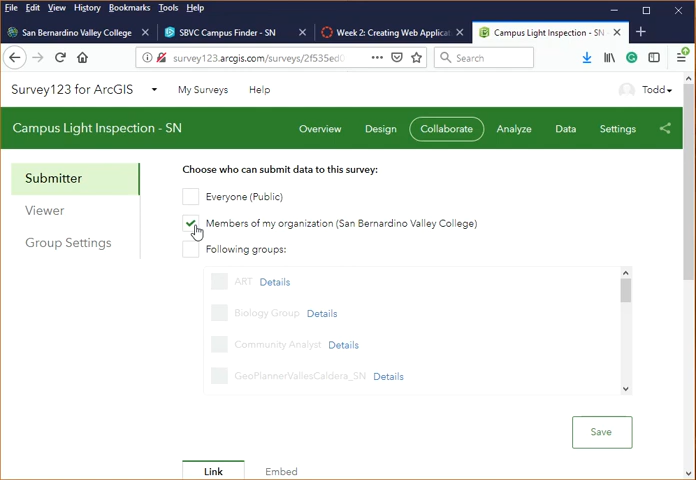 File Edit View History Bookmarks Tools Help
San Bernardino Valley College
SBVC Campus Finder - SN
Week 2: Creating Web Applicat
Campus Light Inspection - SN
survey123.arcgis.com/surveys/2f535ed0
Search
Survey123 for ArcGIS My Surveys Help Todd
Campus Light Inspection - SN Overview Design Collaborate Analyze Data Settings
Submitter
Viewer
Group Settings
Choose who can submit data to this survey:
Everyone (Public)
Members of my organization (San Bernardino Valley College)
Following groups:
ART Details
Biology Group Details
Community Analyst Details
GeoPlannerVallesCaldera_SN Details
Save
Link Embed